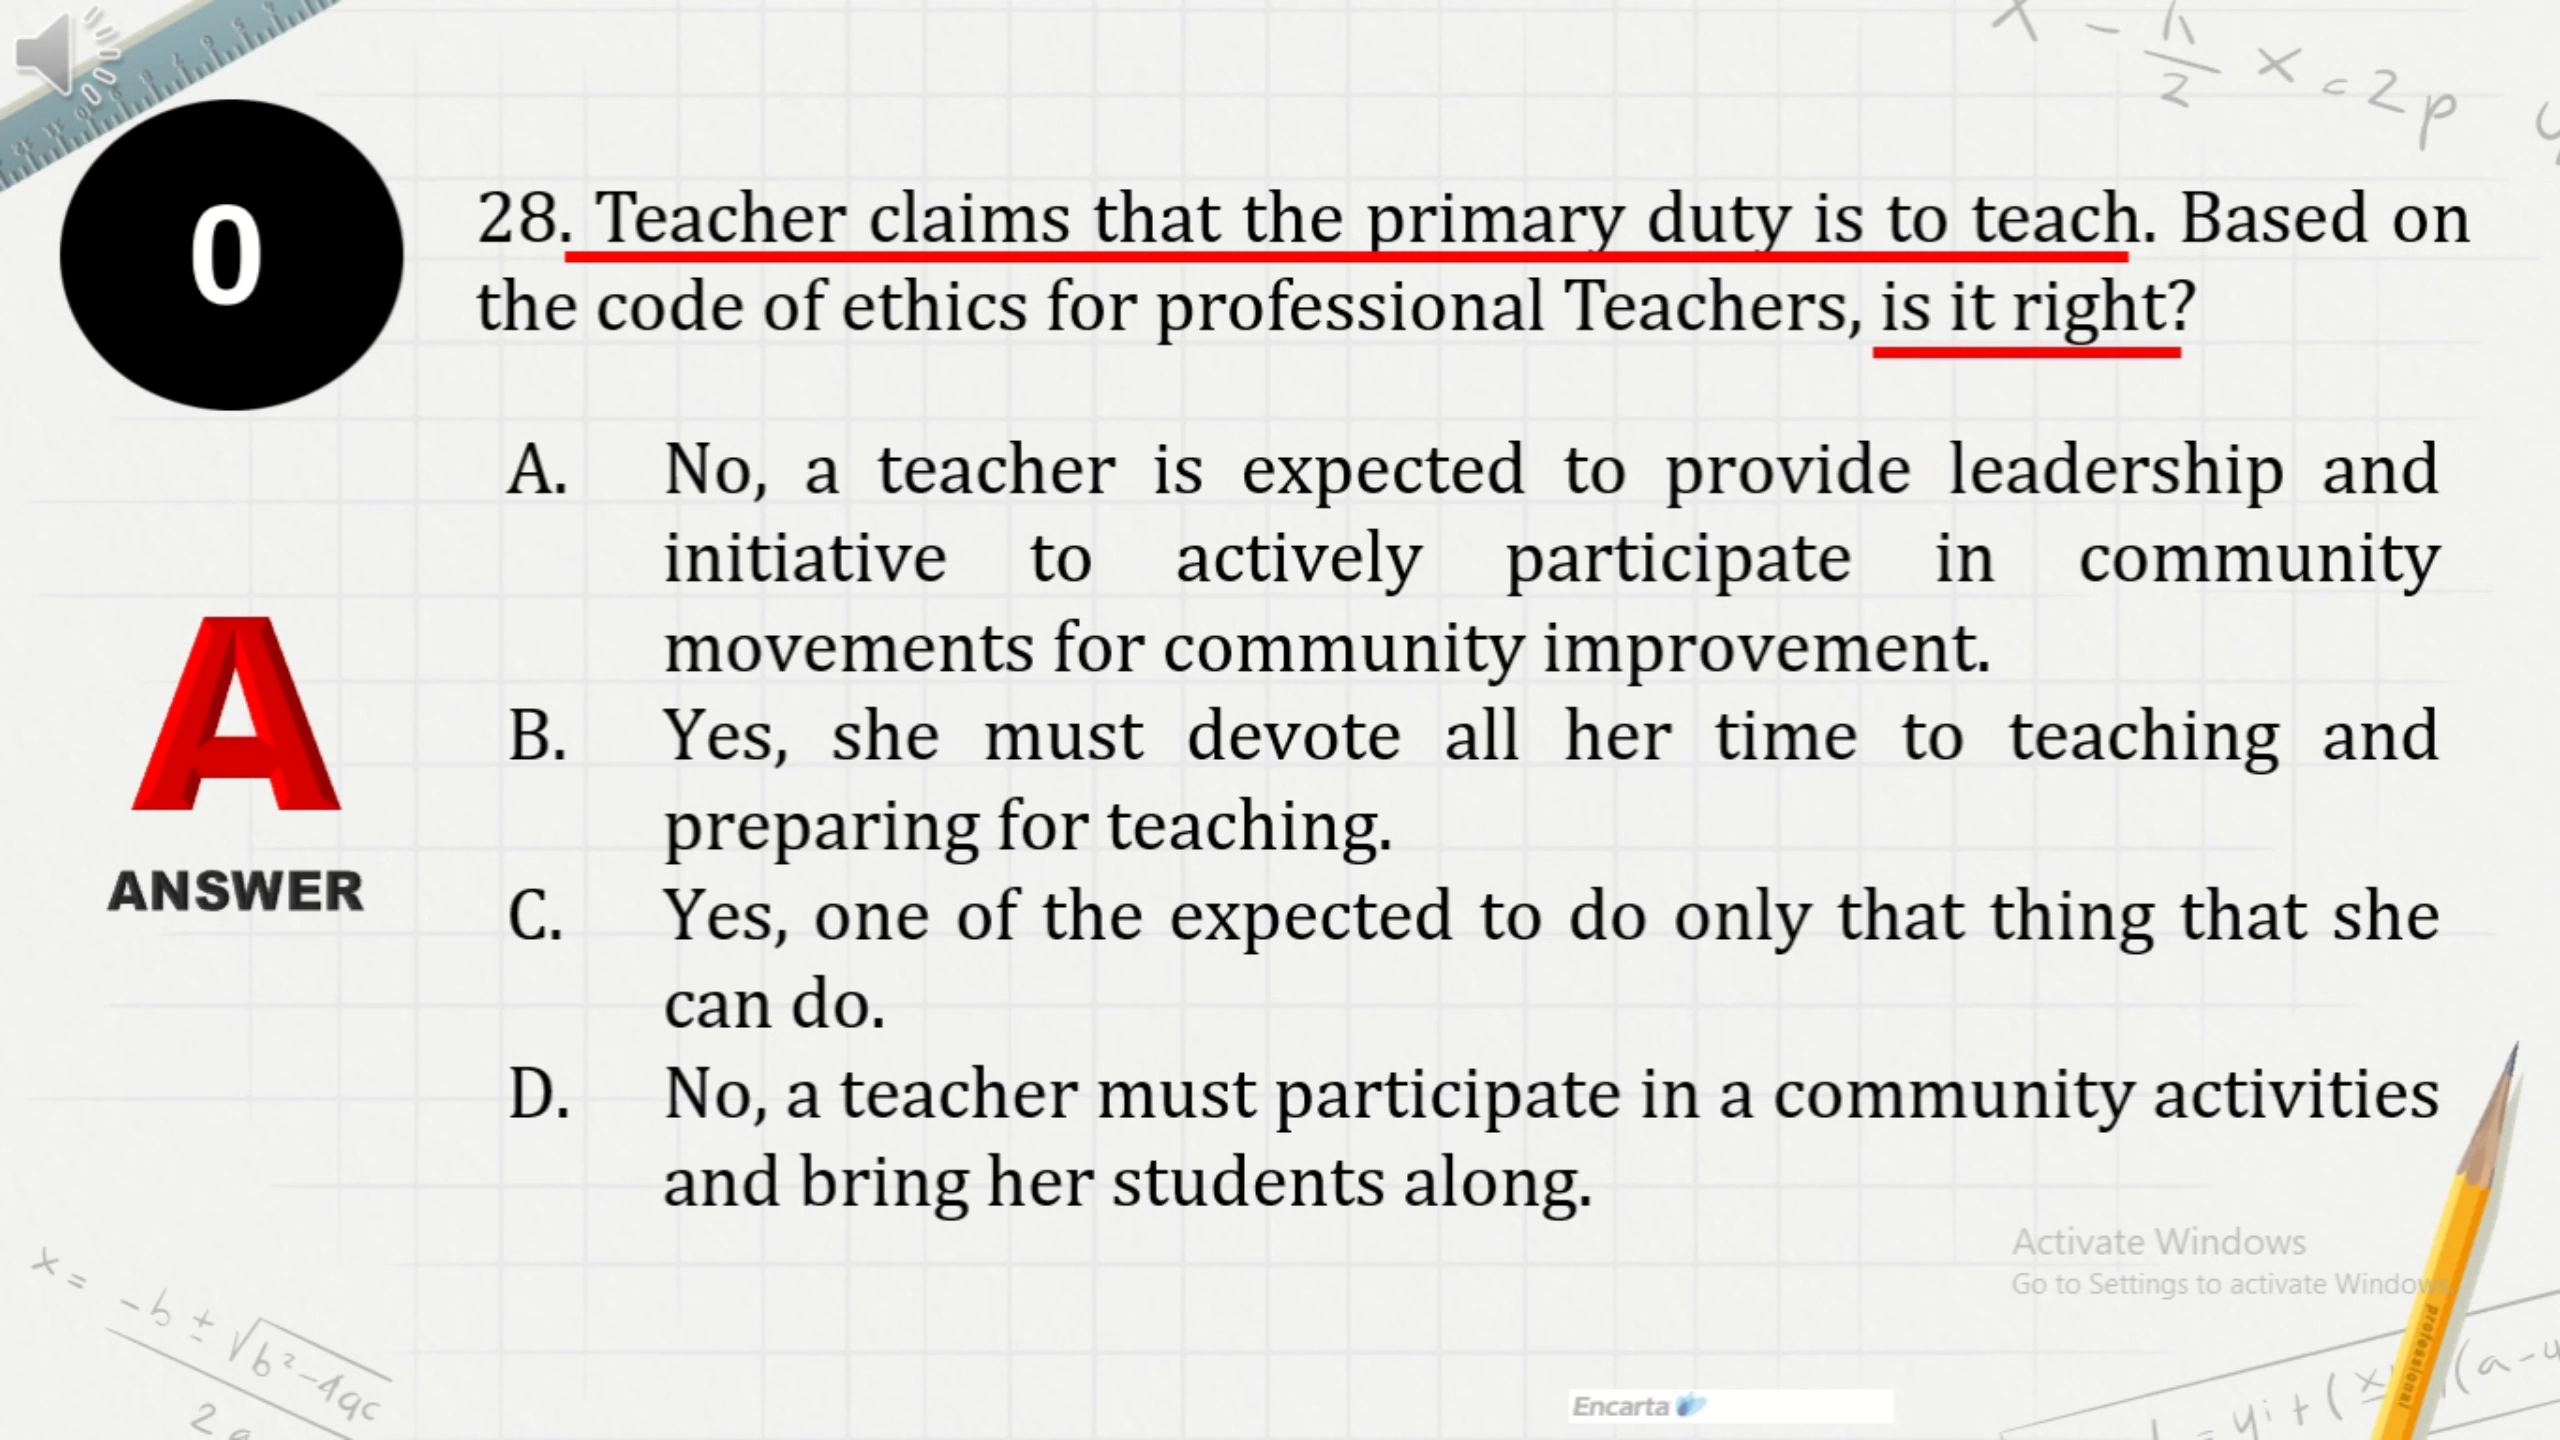 0
28. Teacher claims that the primary duty is to teach. Based on
the code of ethics for professional Teachers, is it right?
A. No, a teacher is expected to provide leadership and
initiative to actively participate in community
movements for community improvement.
B. Yes, she must devote all her time to teaching and
preparing for teaching.
C. Yes, one of the expected to do only that thing that she
can do.
D. No, a teacher must participate in a community activities
and bring her students along.
A
ANSWER
Activate Windows
Go to Settings to activate Windows
professional
Encarta